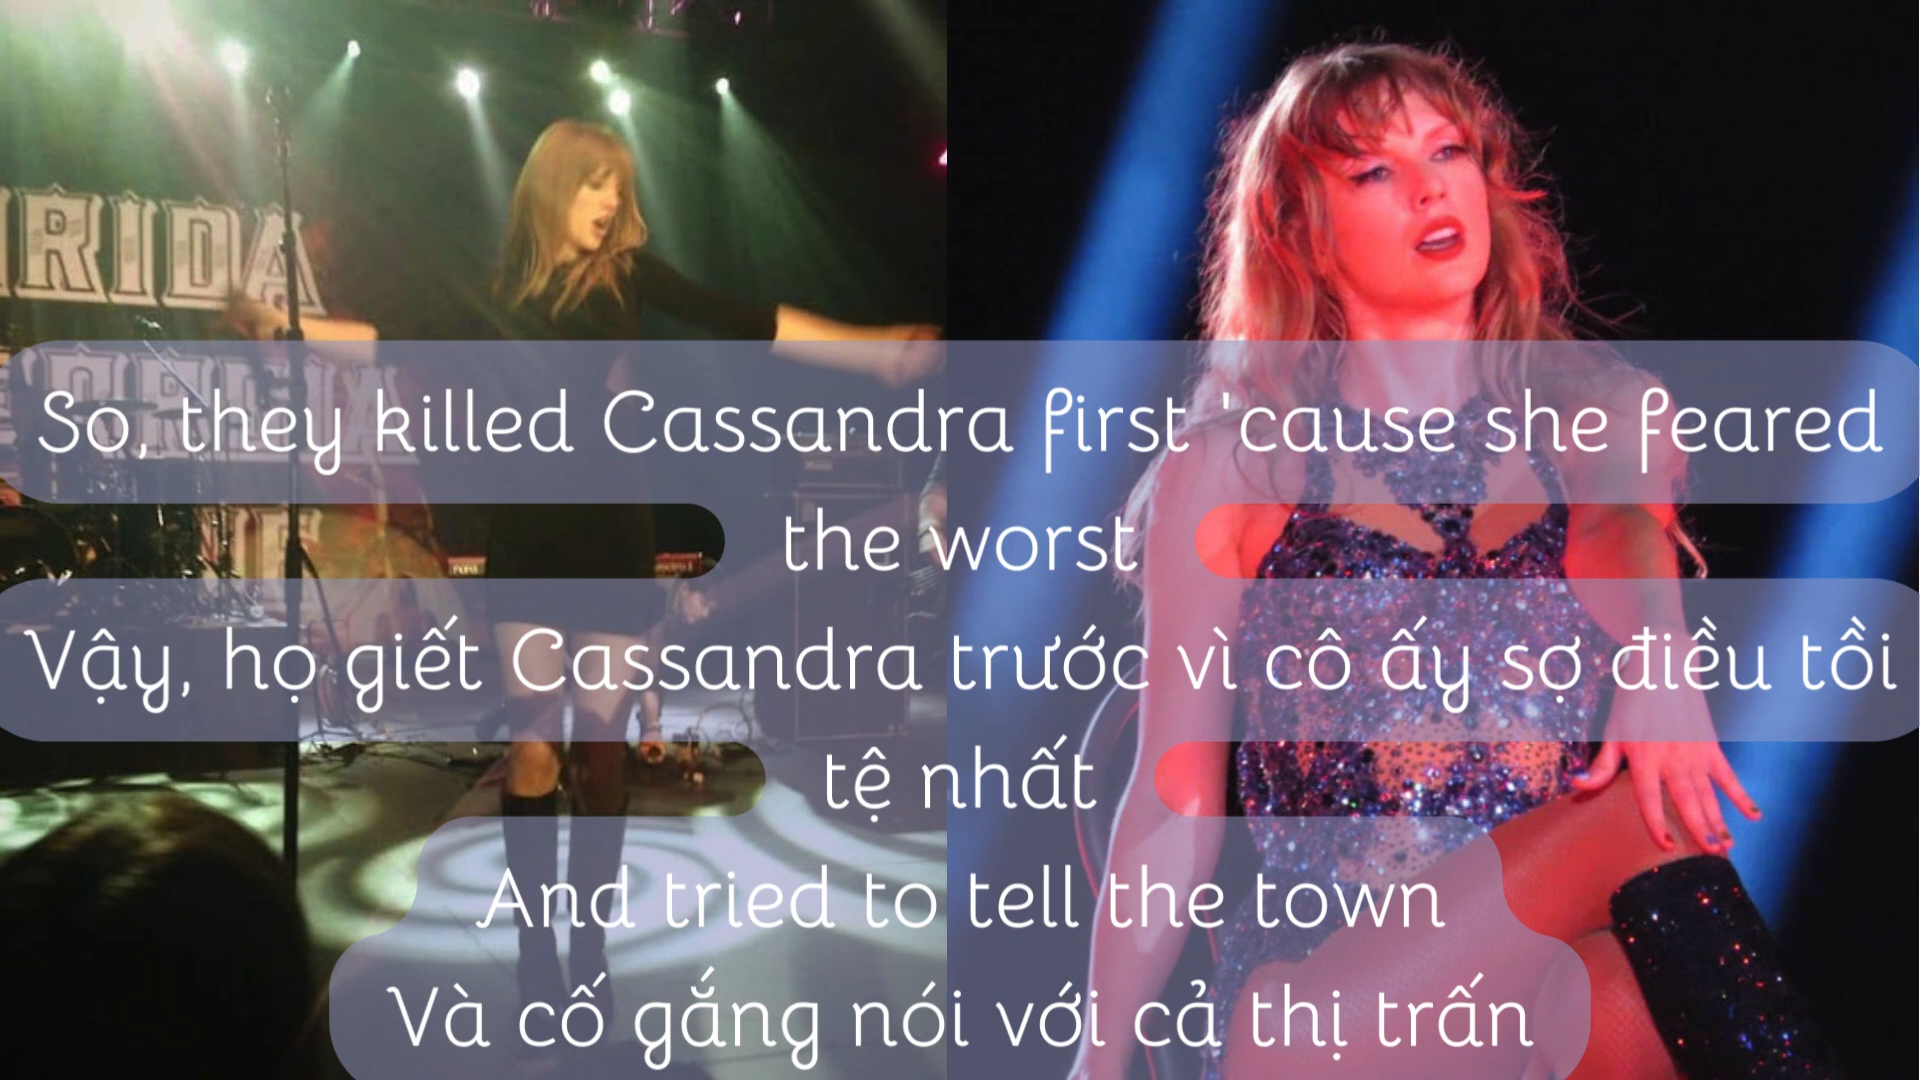 RIDA
So, they killed Cassandra first 'cause she feared
the worst
Vậy, họ giết Cassandra trước vì cô ấy sợ điều tồi
tệ nhất
And tried to tell the town
Và cố gắng nói với cả thị trấn